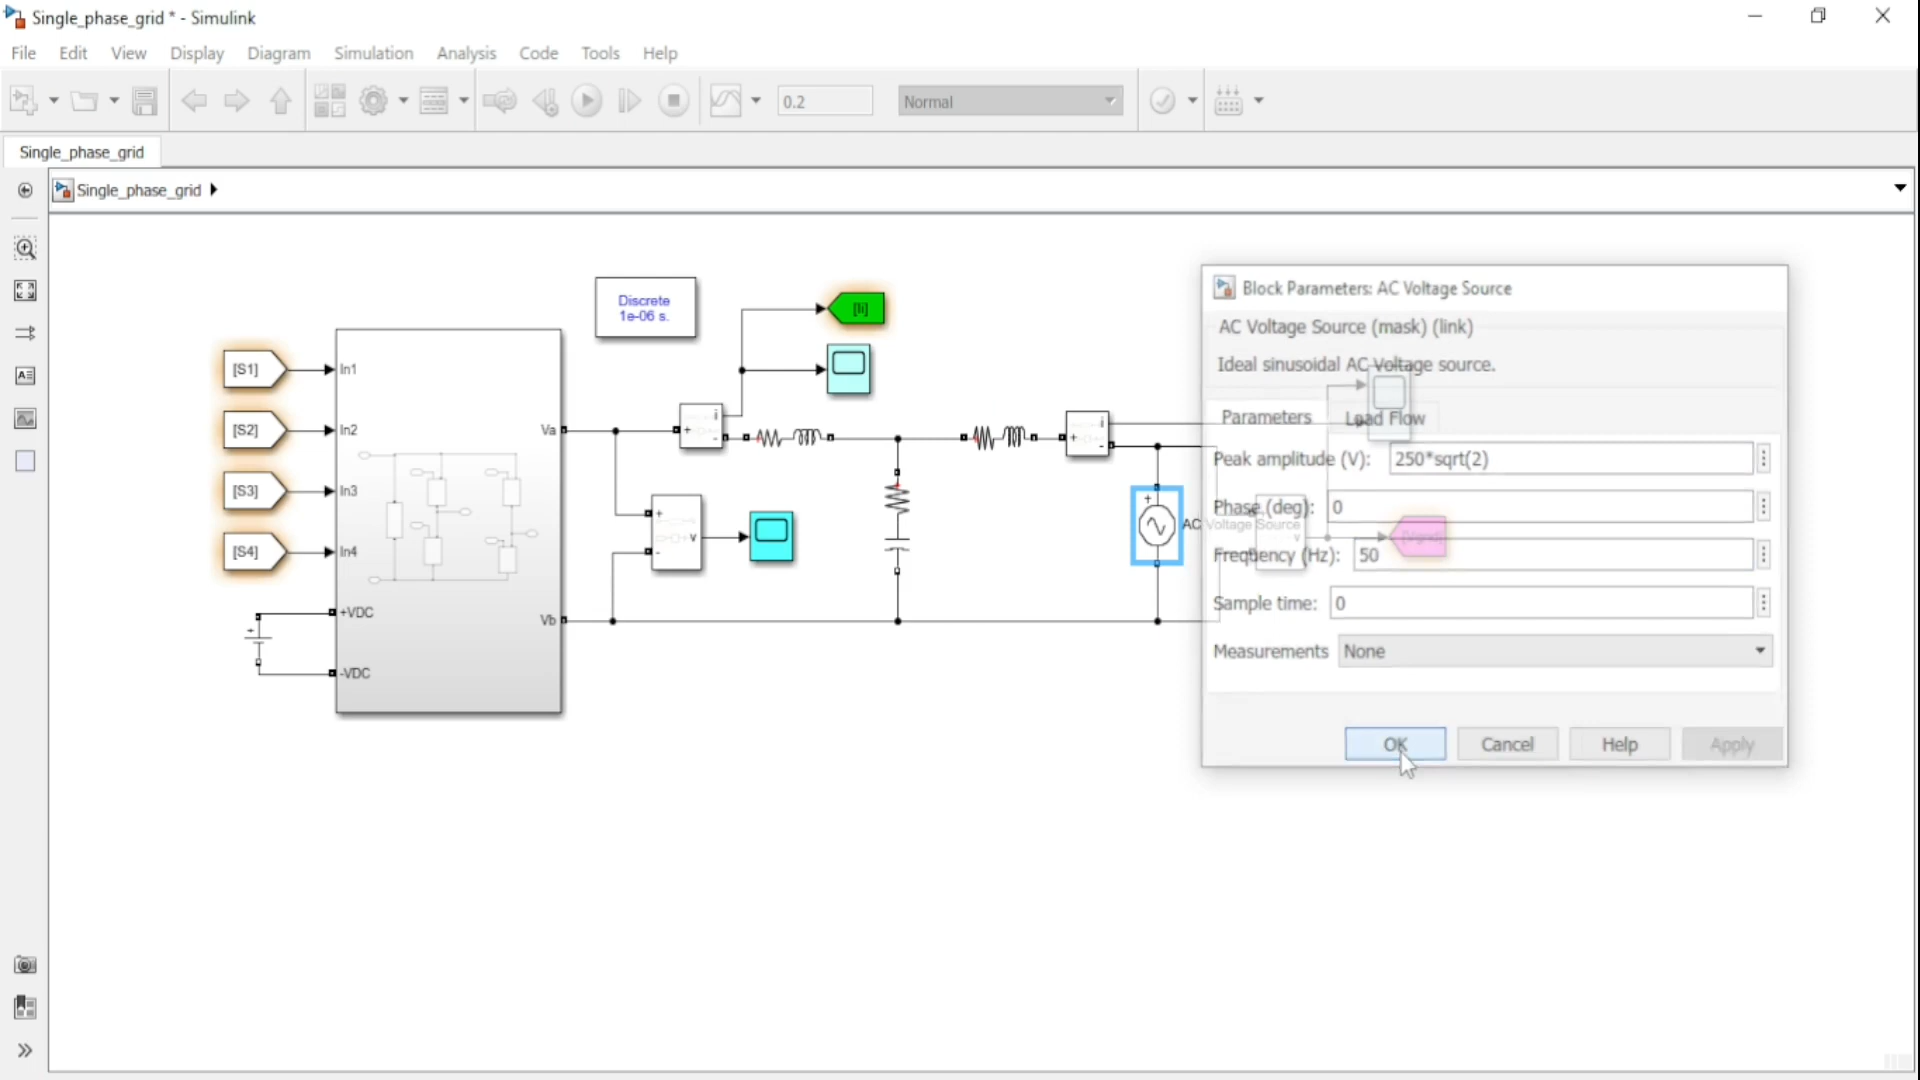 Single_phase_grid * - Simulink
File Edit View Display Diagram Simulation Analysis Code Tools Help
0.2 Normal
Single_phase_grid
Single_phase_grid
Discrete
1e-06 s.
[Ii]
[S1]
In1
[S2]
In2
[S3]
In3
[S4]
In4
+VDC
-VDC
Va
Vb
i
+
-
+
-
v
i
+
-
+
AC Voltage Source
v
Block Parameters: AC Voltage Source
AC Voltage Source (mask) (link)
Ideal sinusoidal AC Voltage source.
Parameters Load Flow
Peak amplitude (V): 250*sqrt(2)
Phase (deg): 0
Frequency (Hz): 50
Sample time: 0
Measurements None
OK Cancel Help Apply